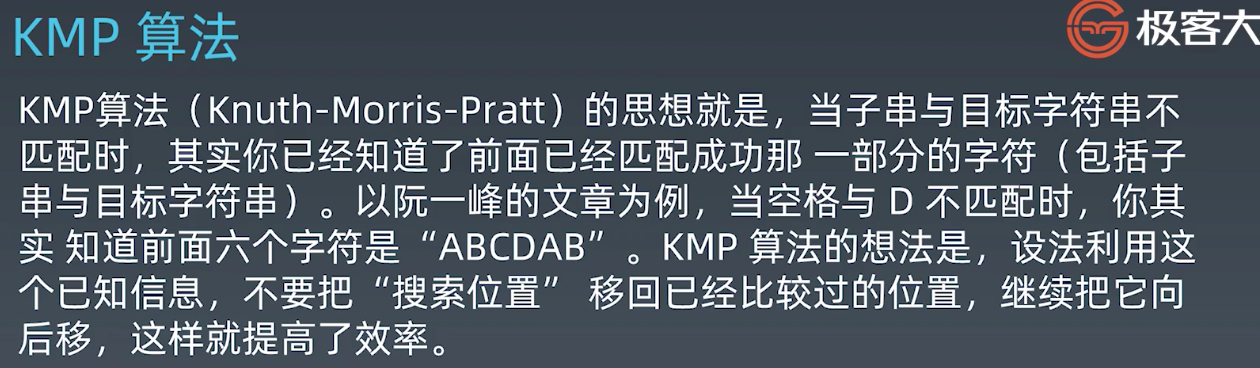 KMP 算法
极客大
KMP算法（Knuth-Morris-Pratt）的思想就是，当子串与目标字符串不
匹配时，其实你已经知道了前面已经匹配成功那 一部分的字符（包括子
串与目标字符串）。以阮一峰的文章为例，当空格与 D 不匹配时，你其
实 知道前面六个字符是“ABCDAB”。KMP 算法的想法是，设法利用这
个已知信息，不要把“搜索位置” 移回已经比较过的位置，继续把它向
后移，这样就提高了效率。